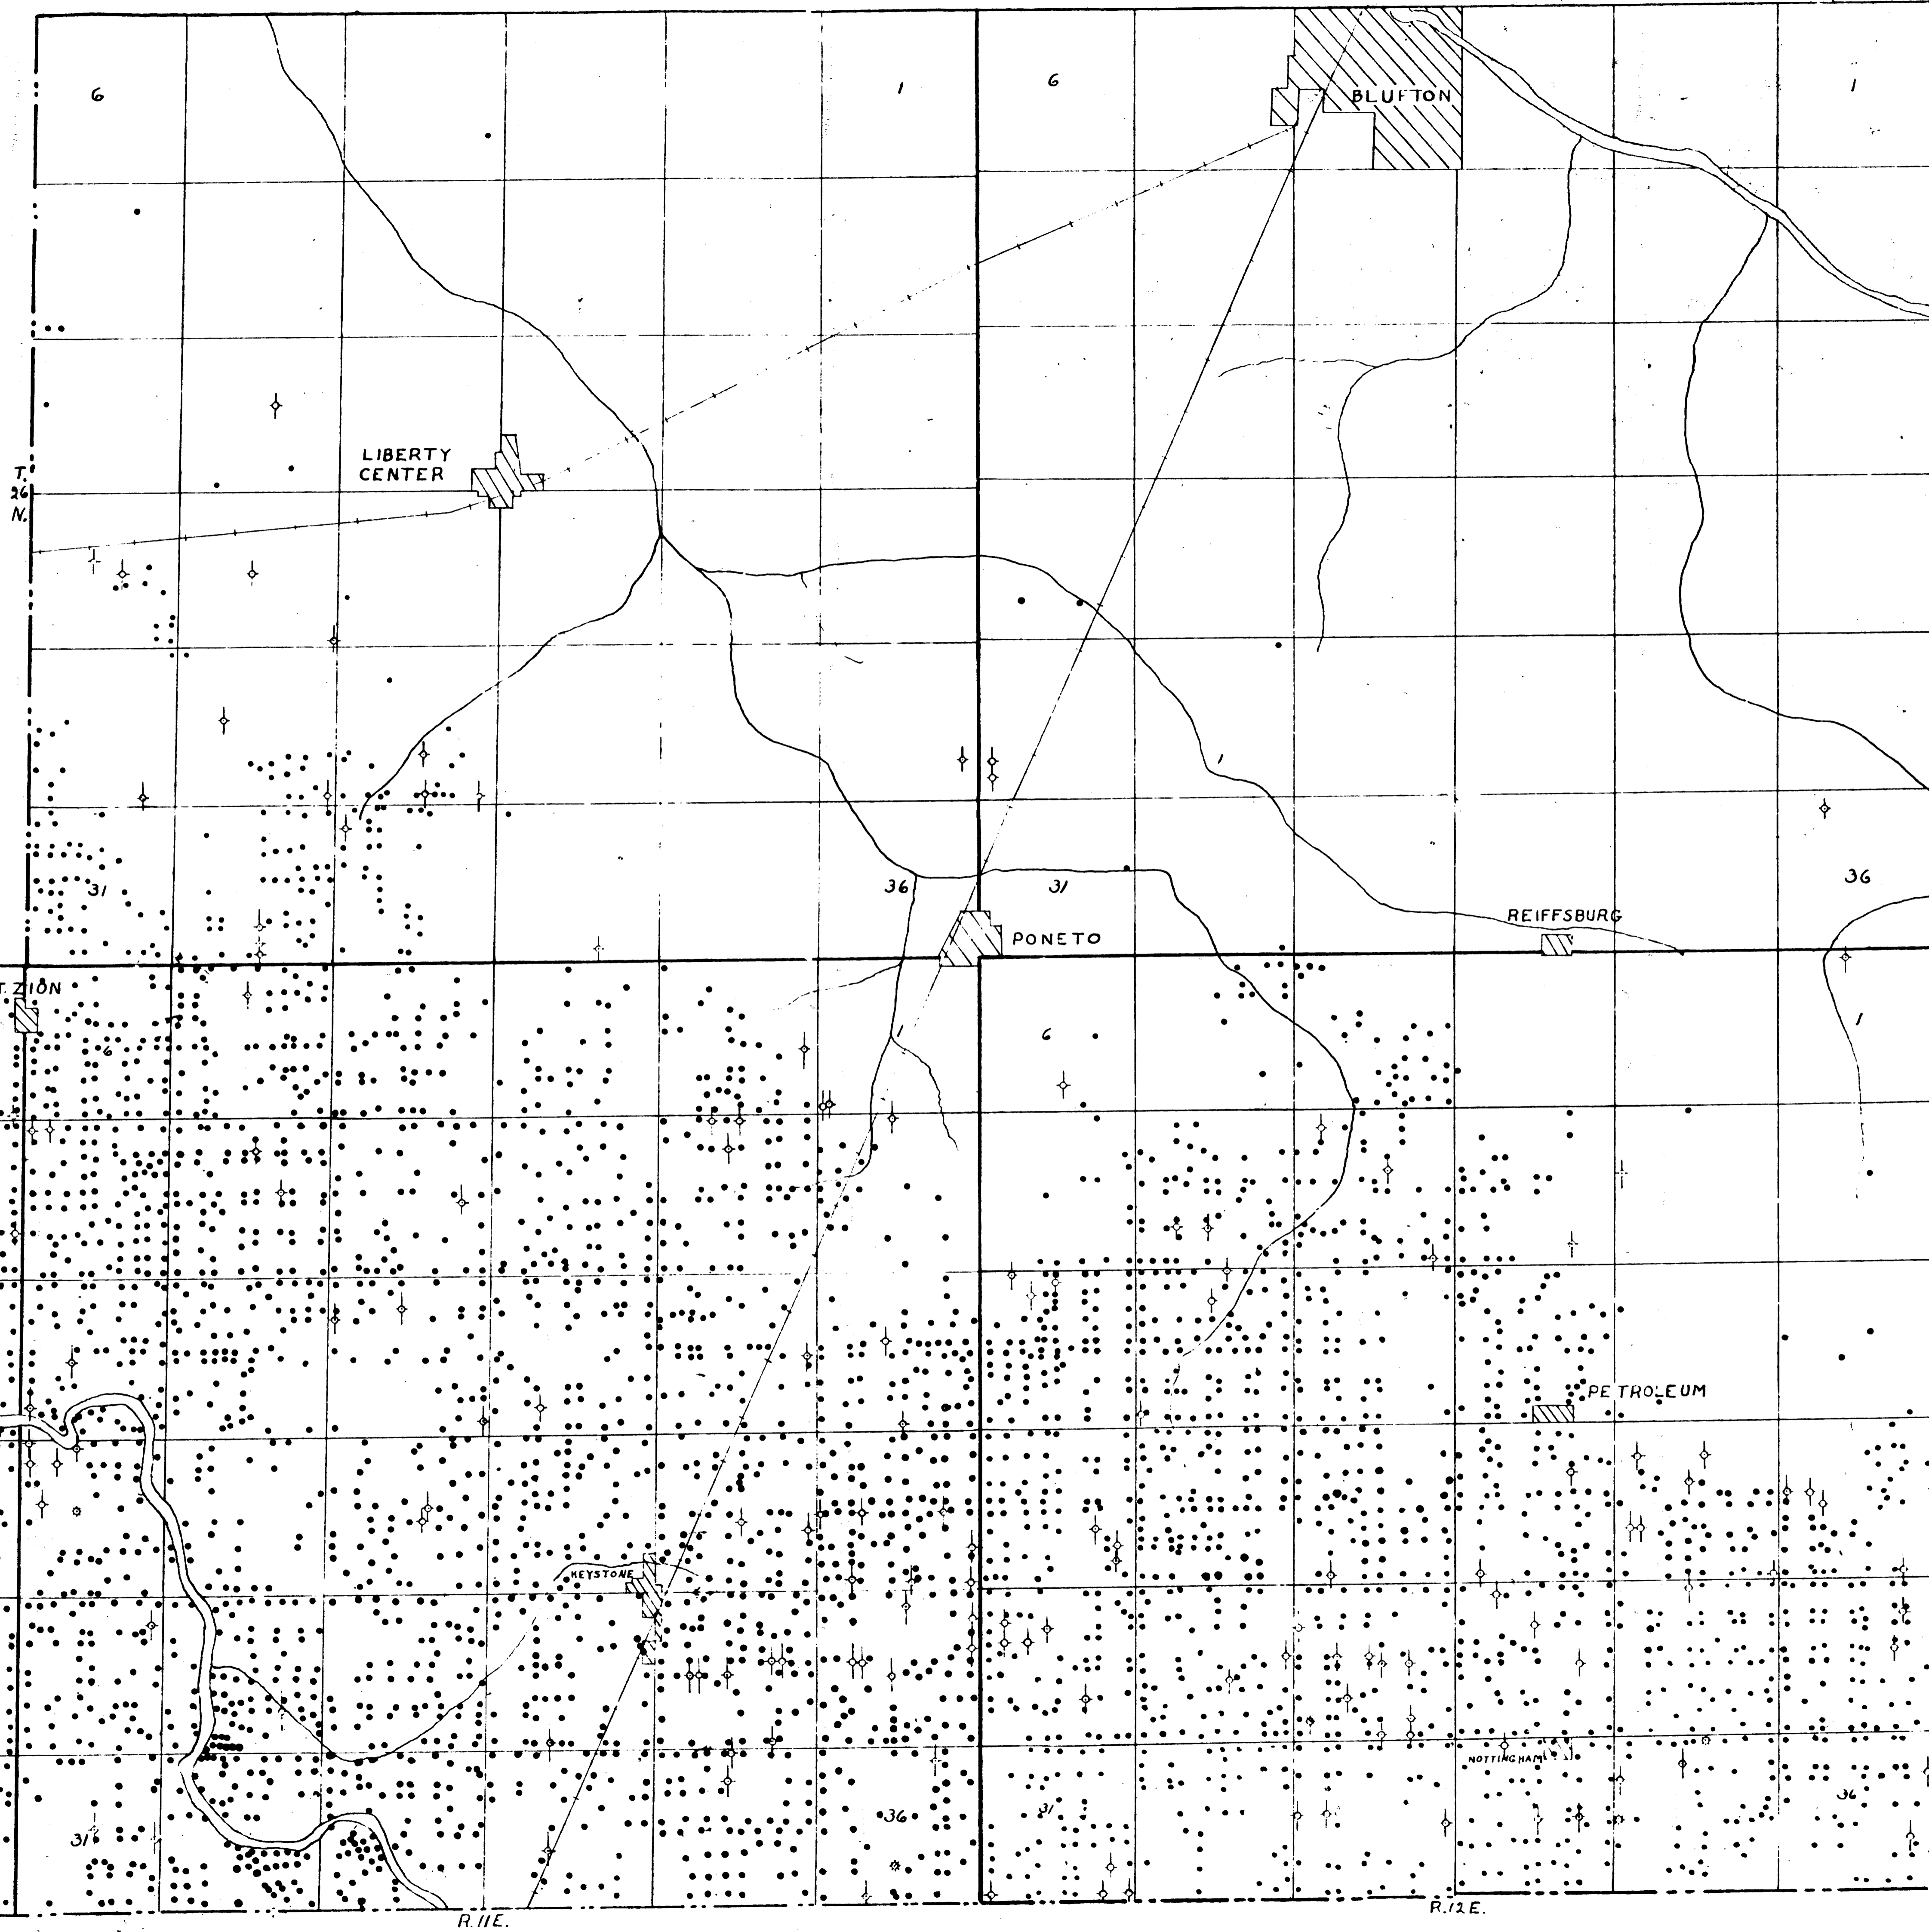 6
1
6
BLUFTON
1
LIBERTY
CENTER
T.
26
N.
31
36
31
36
REIFFSBURG
PONETO
T. ZION
6
6
1
PETROLEUM
KEYSTONE
NOTTINGHAM
31
36
31
36
R.11E.
R.12E.